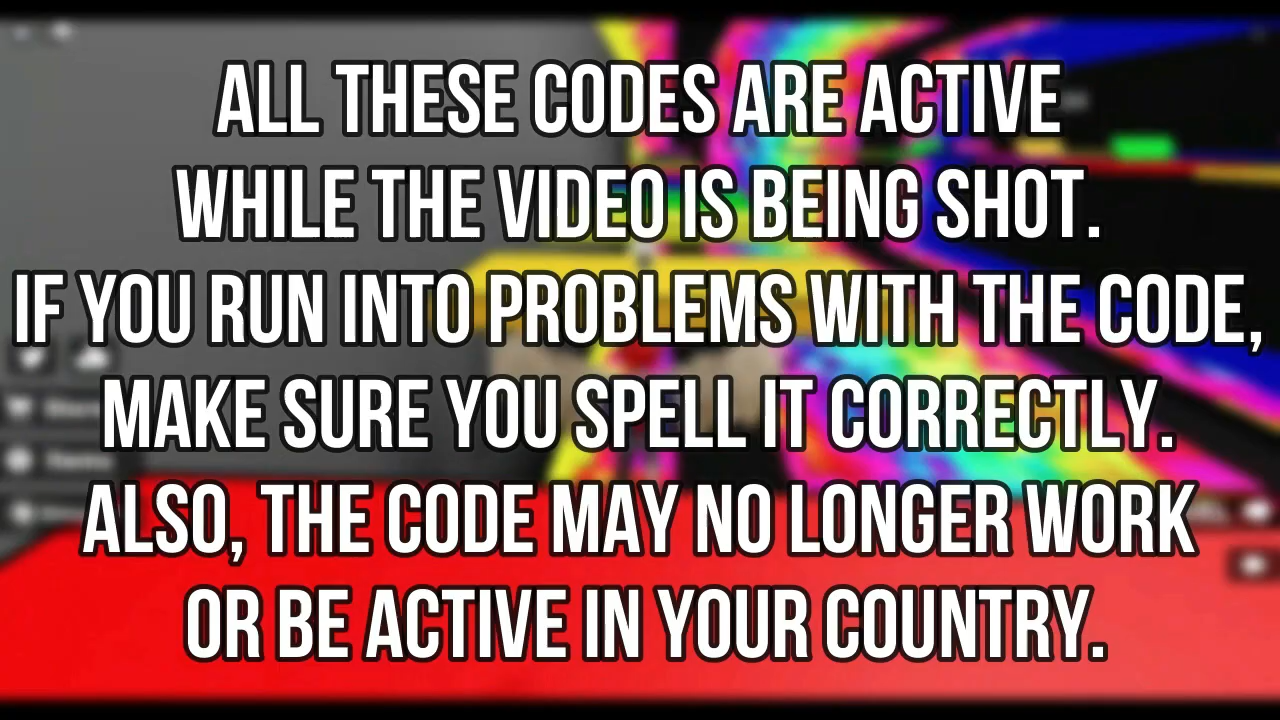 ALL THESE CODES ARE ACTIVE
WHILE THE VIDEO IS BEING SHOT.
IF YOU RUN INTO PROBLEMS WITH THE CODE,
MAKE SURE YOU SPELL IT CORRECTLY.
ALSO, THE CODE MAY NO LONGER WORK
OR BE ACTIVE IN YOUR COUNTRY.